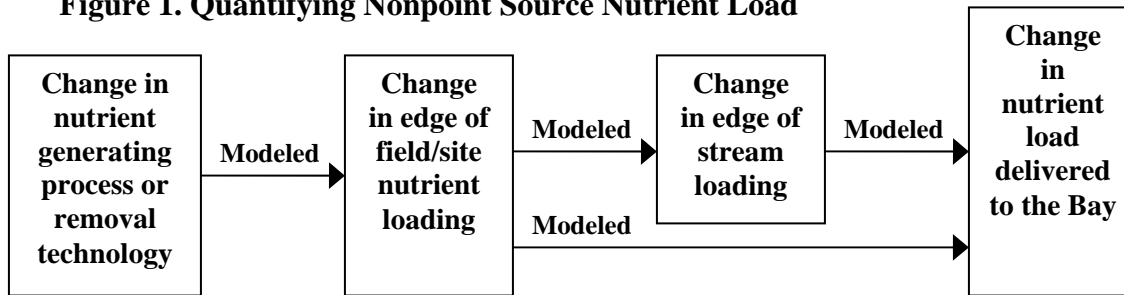 Figure 1. Quantifying Nonpoint Source Nutrient Load
Change in
nutrient
generating
process or
removal
technology
Modeled
Change
in edge of
field/site
nutrient
loading
Modeled
Modeled
Change
in edge of
stream
loading
Modeled
Change
in
nutrient
load
delivered
to the Bay